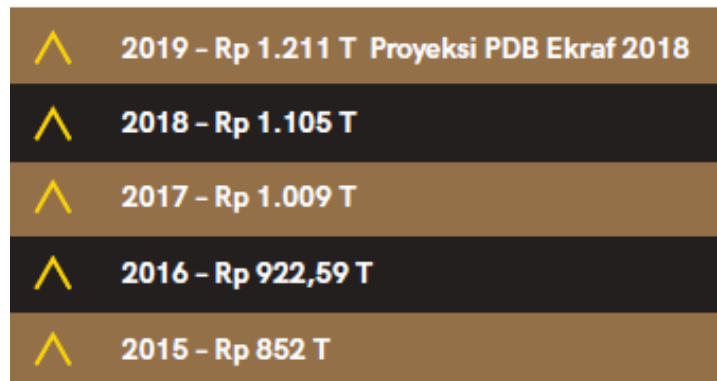 2019 – Rp 1.211 T Proyeksi PDB Ekraf 2018
2018 – Rp 1.105 T
2017 – Rp 1.009 T
2016 – Rp 922,59 T
2015 – Rp 852 T